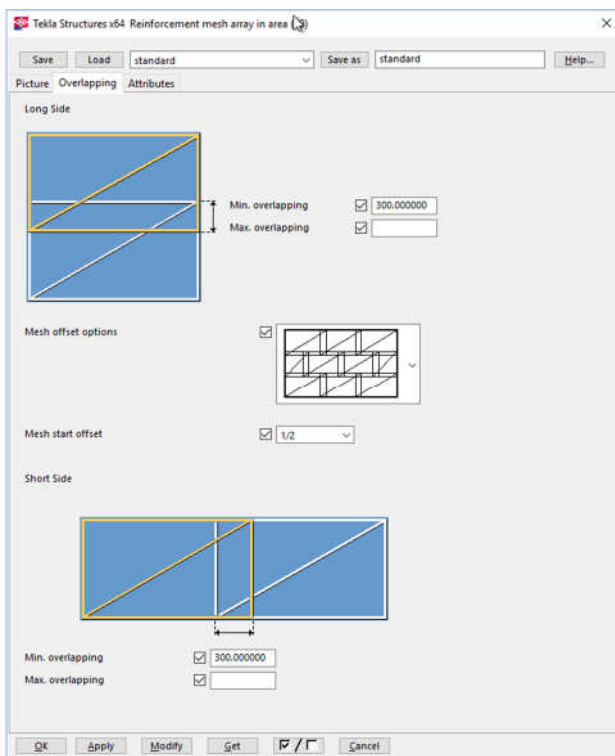 Tekla Structures x64 Reinforcement mesh array in area (89)
Save Load standard Save as standard Help...
Picture Overlapping Attributes
Long Side
Min. overlapping 300.000000
Max. overlapping
Mesh offset options
Mesh start offset 1/2
Short Side
Min. overlapping 300.000000
Max. overlapping
OK Apply Modify Get / Cancel